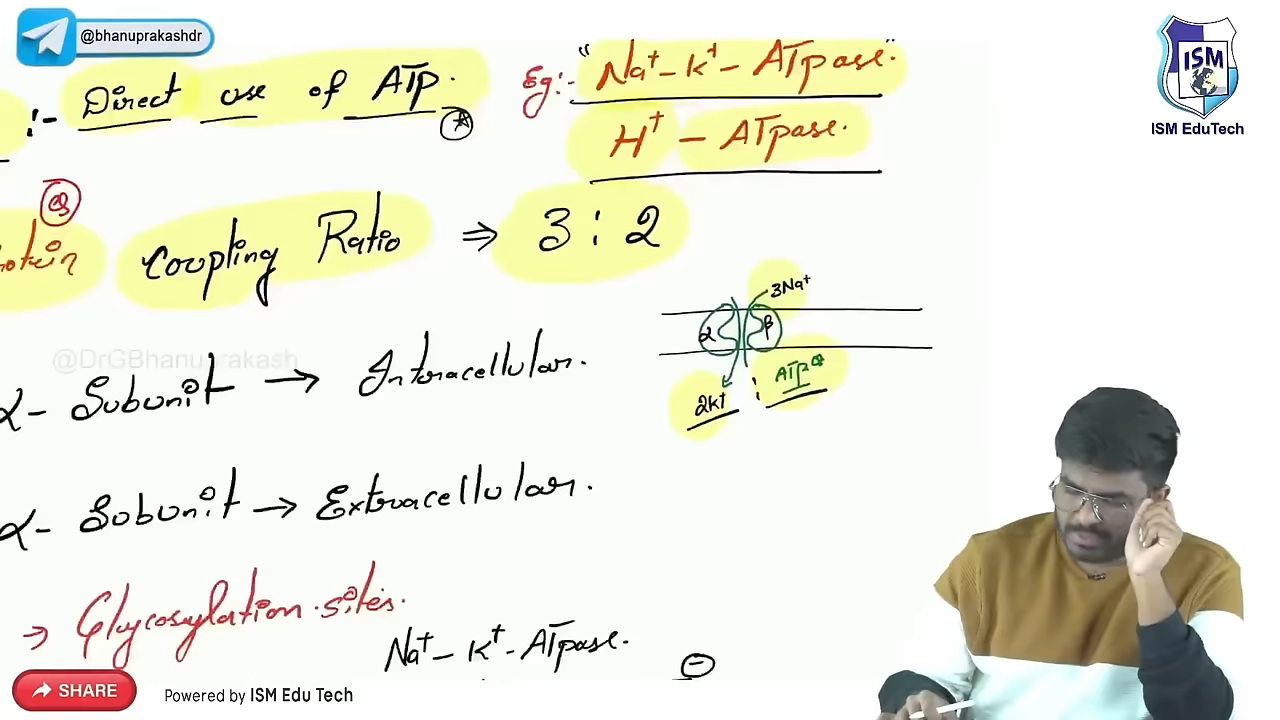 @bhanuprakashdr
:- Direct use of ATP.
Eg:- "Na+-K+-ATpase."
H+ - ATpase.
ISM
ISM EduTech
Coupling Ratio ⇒ 3:2
3Na+
α β
ATP
2K+ :
@DrGBhanuprakash
α- Subunit → Intracellular.
α- Subunit → Extracellular.
→ Glycosylation sites.
Na+- K+- ATpase.
SHARE
Powered by ISM Edu Tech